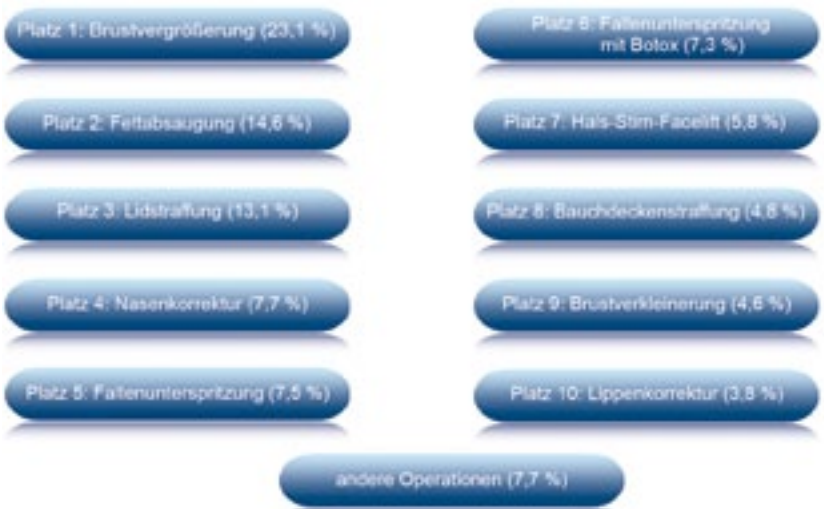 Platz 1: Brustvergrößerung (23,1 %)
Platz 2: Fettabsaugung (14,6 %)
Platz 3: Lidstraffung (13,1 %)
Platz 4: Nasenkorrektur (7,7 %)
Platz 5: Faltenunterspritzung (7,5 %)
Platz 6: Faltenunterspritzung
mit Botox (7,3 %)
Platz 7: Hals-Stirn-Facelift (5,8 %)
Platz 8: Bauchdeckenstraffung (4,8 %)
Platz 9: Brustverkleinerung (4,6 %)
Platz 10: Lippenkorrektur (3,8 %)
andere Operationen (7,7 %)